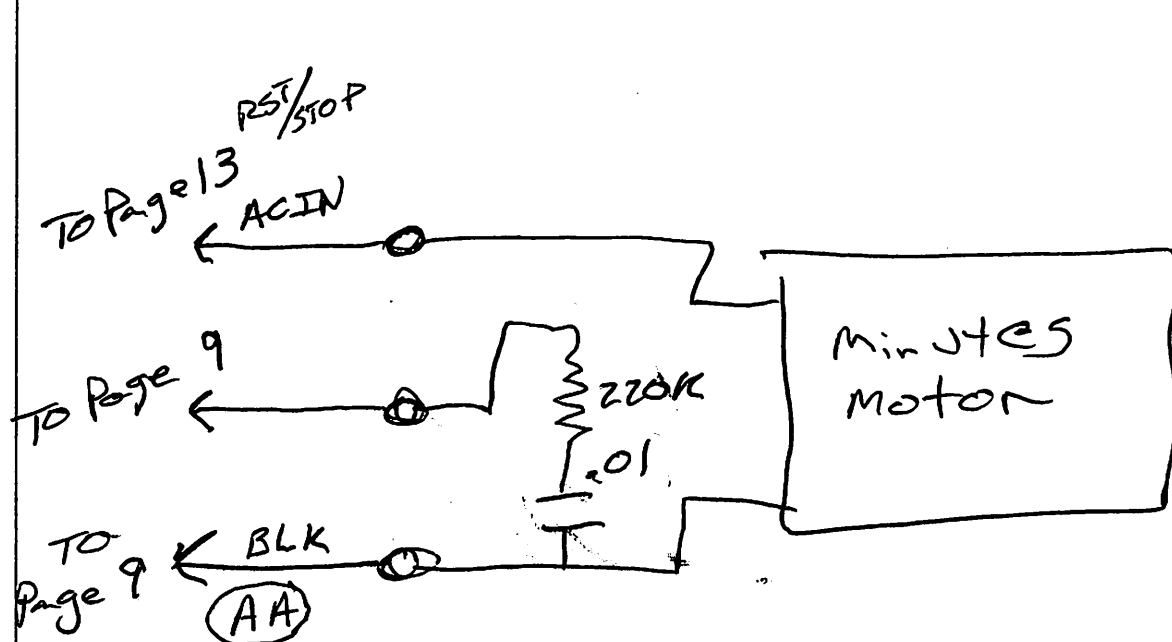 RST/STOP
TO Page 13
ACIN
TO Page 9
220K
.01
Minutes
Motor
TO
Page 9
BLK
AA